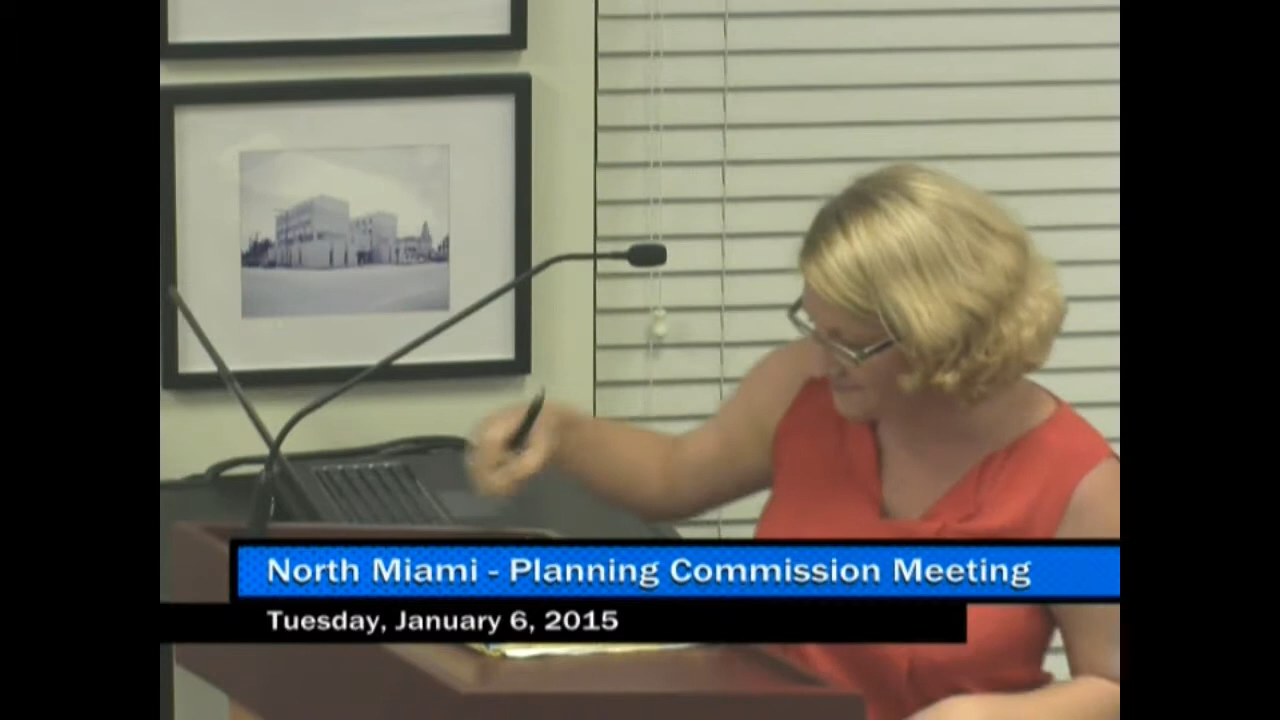 North Miami - Planning Commission Meeting
Tuesday, January 6, 2015